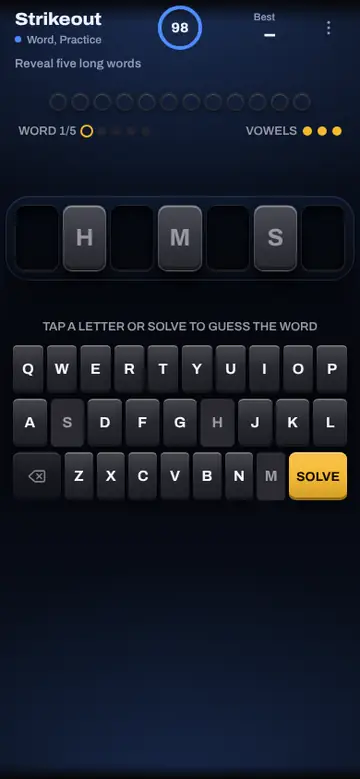 Strikeout
Word, Practice
98
Best
–
Reveal five long words
WORD 1/5
VOWELS
H M S
TAP A LETTER OR SOLVE TO GUESS THE WORD
Q W E R T Y U I O P
A S D F G H J K L
Z X C V B N M SOLVE